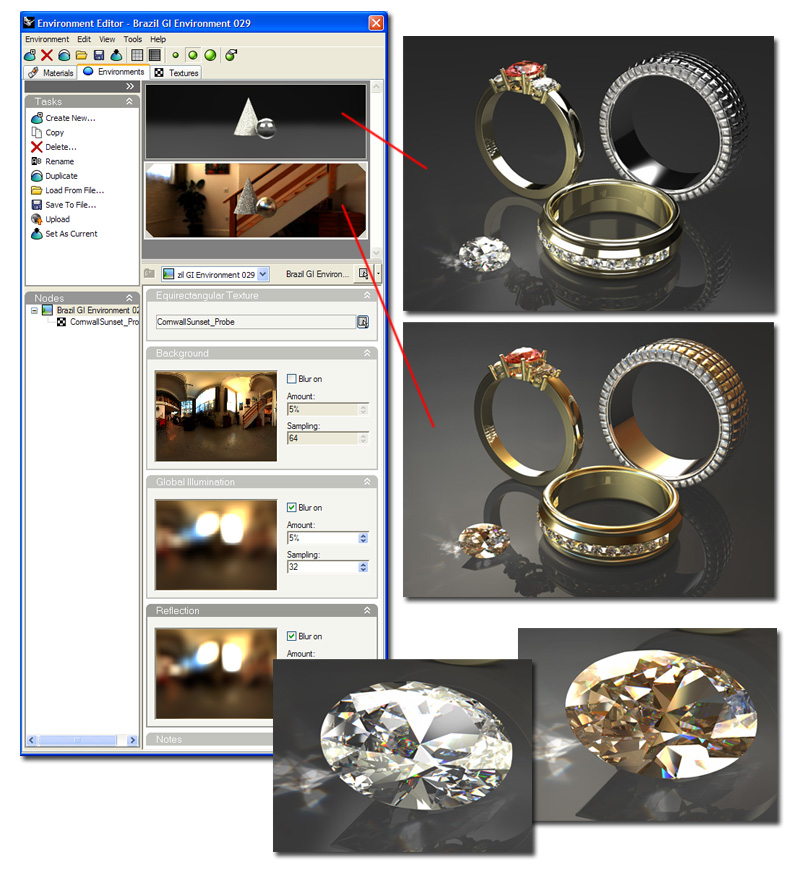 Environment Editor - Brazil GI Environment 029
Environment Edit View Tools Help
Materials Environments Textures
Tasks
Create New...
Copy
Delete...
Rename
Duplicate
Load From File...
Save To File...
Upload
Set As Current
zil GI Environment 029 Brazil GI Environ...
Nodes
Brazil GI Environment 02
CornwallSunset_Pro
Equirectangular Texture
CornwallSunset_Probe
Background
Blur on
Amount:
5%
Sampling:
64
Global Illumination
Blur on
Amount:
5%
Sampling:
32
Reflection
Blur on
Amount:
Notes